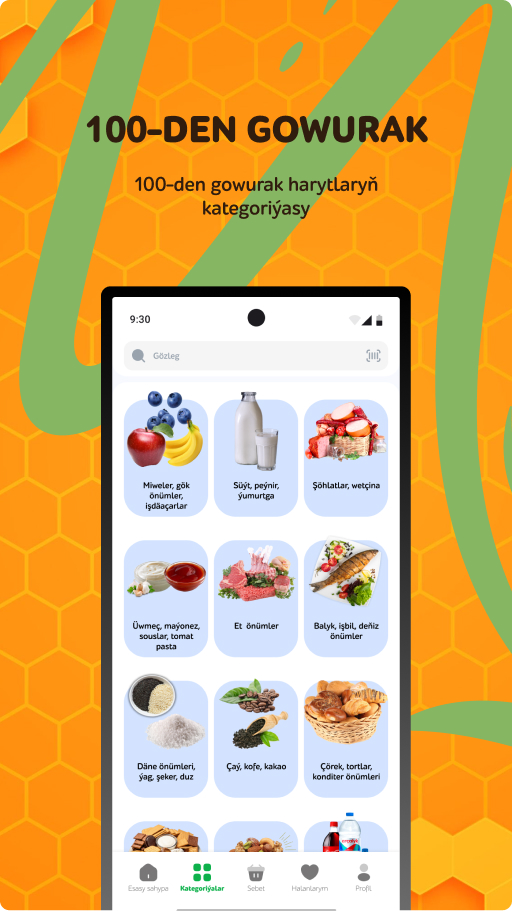 100-DEN GOWURAK
100-den gowurak harytlaryň
kategoriýasy
9:30
Gözleg
Miweler, gök
önümler,
işdäaçarlar
Süýt, peýnir,
ýumurtga
Şöhlatlar, wetçina
Üwmeç, maýonez,
souslar, tomat
pasta
Et önümler
Balyk, işbil, deňiz
önümler
Däne önümleri,
ýag, şeker, duz
Çaý, kofe, kakao
Çörek, tortlar,
konditer önümleri
Esasy sahypa
Kategoriýalar
Sebet
Halanlarym
Profil